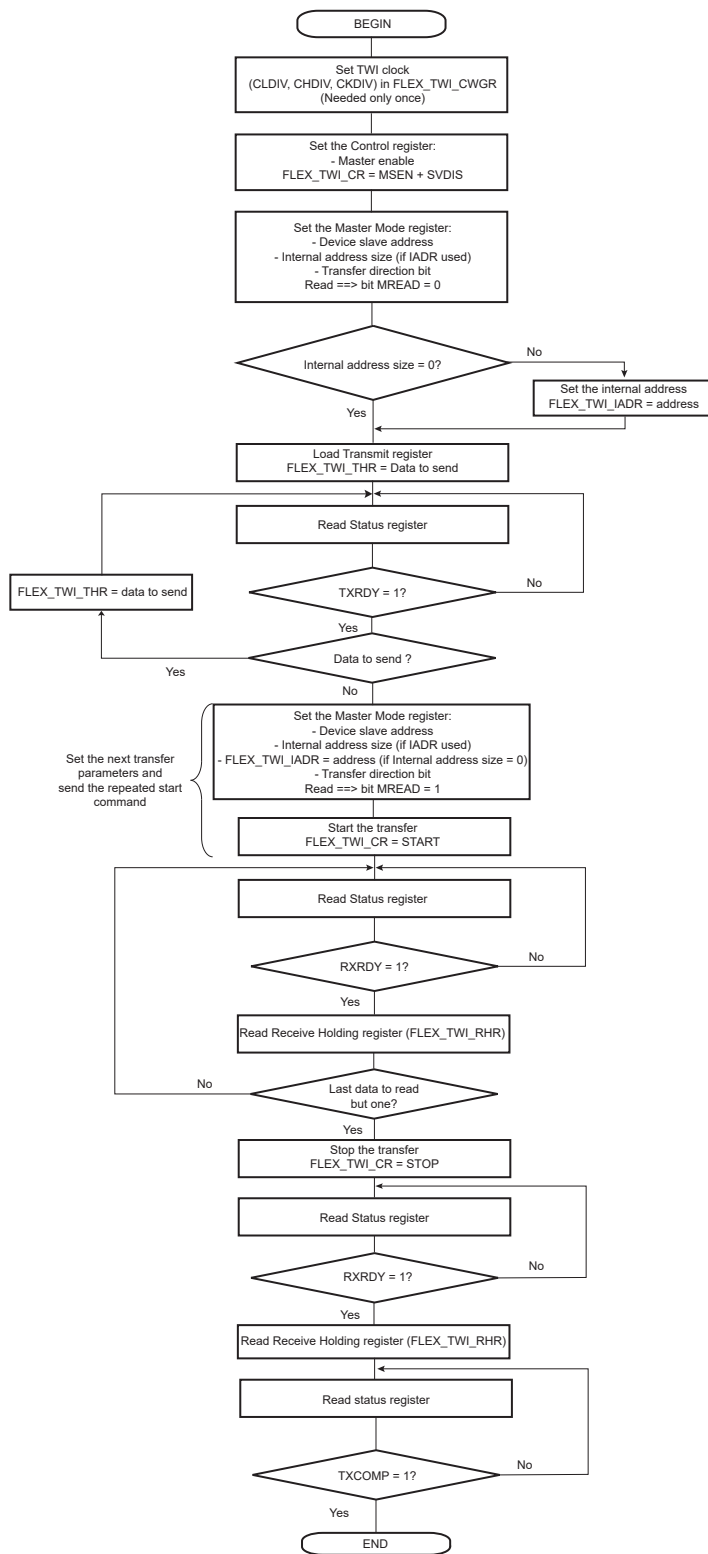 BEGIN
Set TWI clock
(CLDIV, CHDIV, CKDIV) in FLEX_TWI_CWGR
(Needed only once)
Set the Control register:
- Master enable
FLEX_TWI_CR = MSEN + SVDIS
Set the Master Mode register:
- Device slave address
- Internal address size (if IADR used)
- Transfer direction bit
Read ==> bit MREAD = 0
Internal address size = 0?
No
Set the internal address
FLEX_TWI_IADR = address
Yes
Load Transmit register
FLEX_TWI_THR = Data to send
Read Status register
TXRDY = 1?
No
FLEX_TWI_THR = data to send
Yes
Data to send ?
Yes
No
Set the Master Mode register:
- Device slave address
- Internal address size (if IADR used)
- FLEX_TWI_IADR = address (if Internal address size = 0)
- Transfer direction bit
Read ==> bit MREAD = 1
Set the next transfer
parameters and
send the repeated start
command
Start the transfer
FLEX_TWI_CR = START
Read Status register
RXRDY = 1?
No
Yes
Read Receive Holding register (FLEX_TWI_RHR)
No
Last data to read
but one?
Yes
Stop the transfer
FLEX_TWI_CR = STOP
Read Status register
RXRDY = 1?
No
Yes
Read Receive Holding register (FLEX_TWI_RHR)
Read status register
TXCOMP = 1?
No
Yes
END